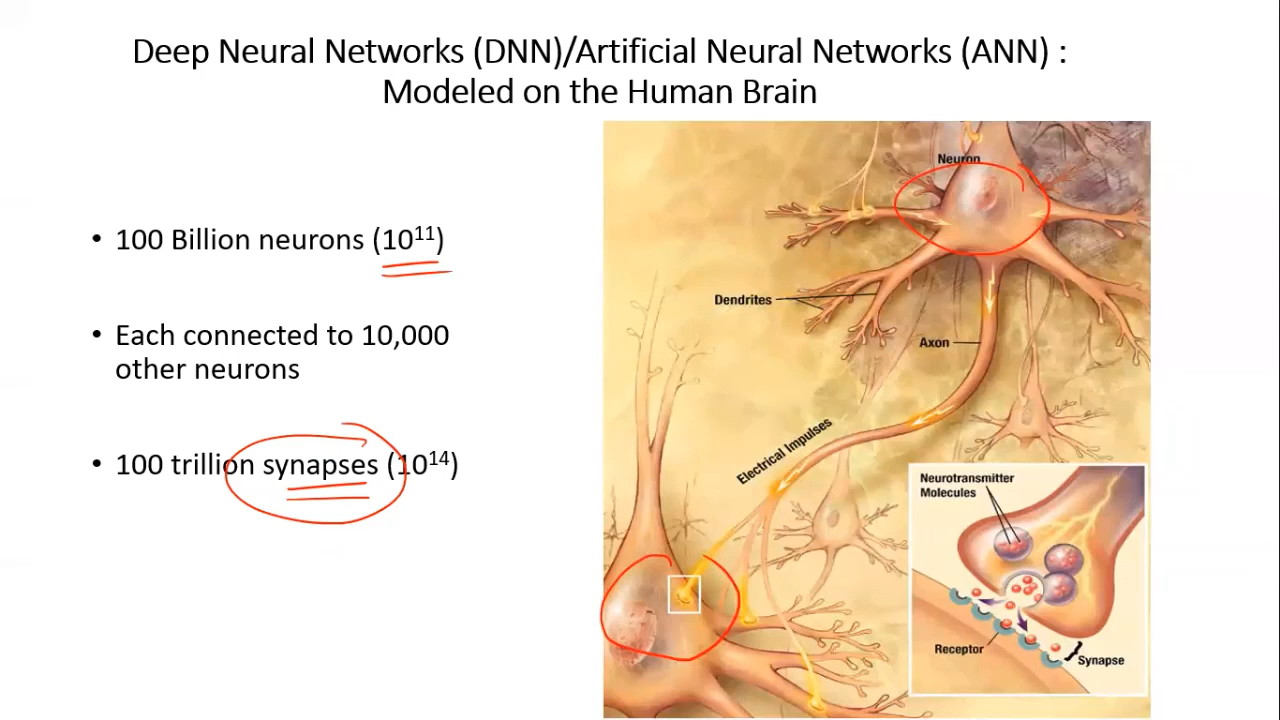 Deep Neural Networks (DNN)/Artificial Neural Networks (ANN) :
Modeled on the Human Brain
• 100 Billion neurons (10¹¹)
• Each connected to 10,000
other neurons
• 100 trillion synapses (10¹⁴)
Neuron
Dendrites
Axon
Electrical Impulses
Neurotransmitter
Molecules
Receptor
Synapse